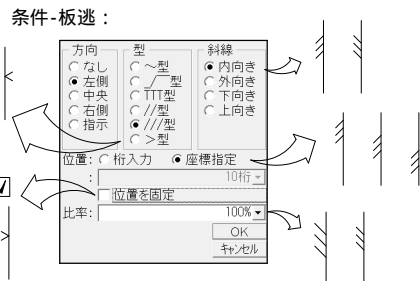 条件-板逃：
方向 型 斜線
なし ～型 内向き
左側 _／￣型 外向き
中央 TTT型 下向き
右側 //型 上向き
指示 ///型
＞型
位置: 桁入力 座標指定
: 10桁
位置を固定
比率: 100%
OK
ｷｬﾝｾﾙ